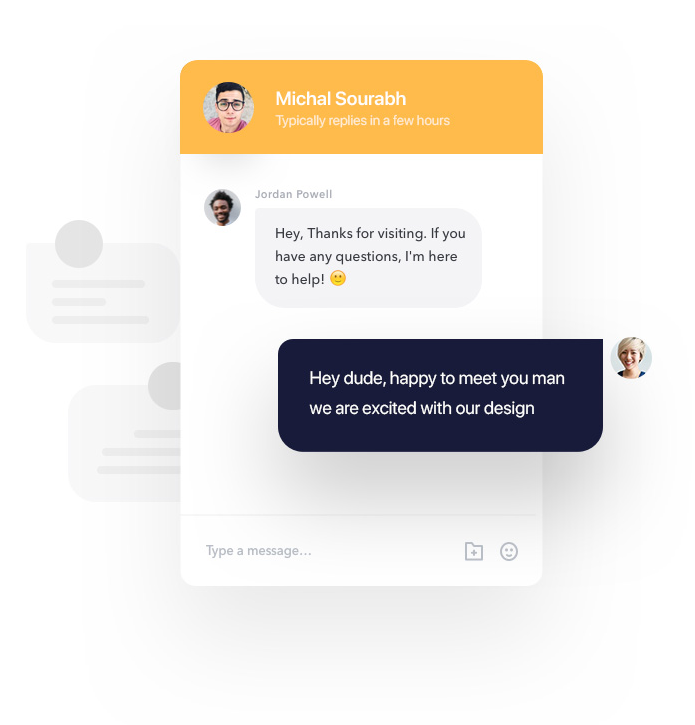 Michal Sourabh
Typically replies in a few hours
Jordan Powell
Hey, Thanks for visiting. If you
have any questions, I'm here
to help! 🙂
Hey dude, happy to meet you man
we are excited with our design
Type a message...